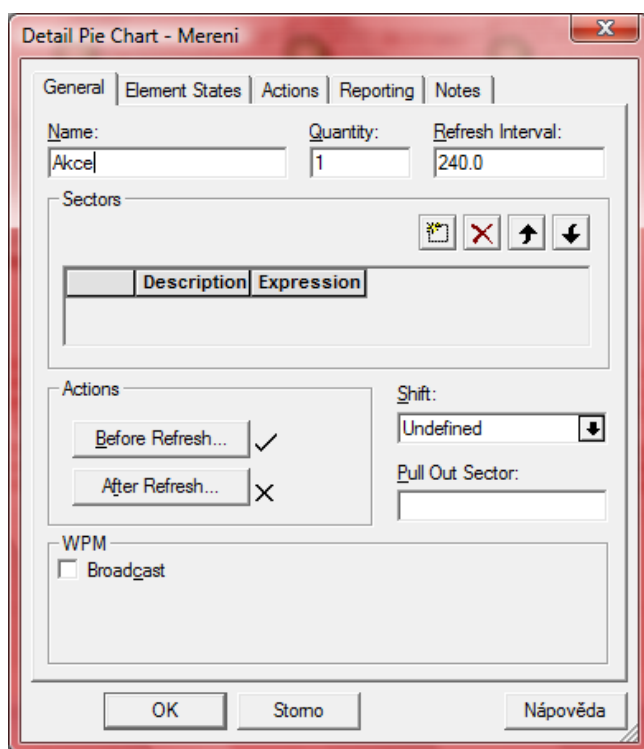 Detail Pie Chart - Mereni
General Element States Actions Reporting Notes
Name: Quantity: Refresh Interval:
Akce 1 240.0
Sectors
Description Expression
Actions Shift:
Before Refresh... Undefined
After Refresh... Pull Out Sector:
WPM
Broadcast
OK Storno Nápověda